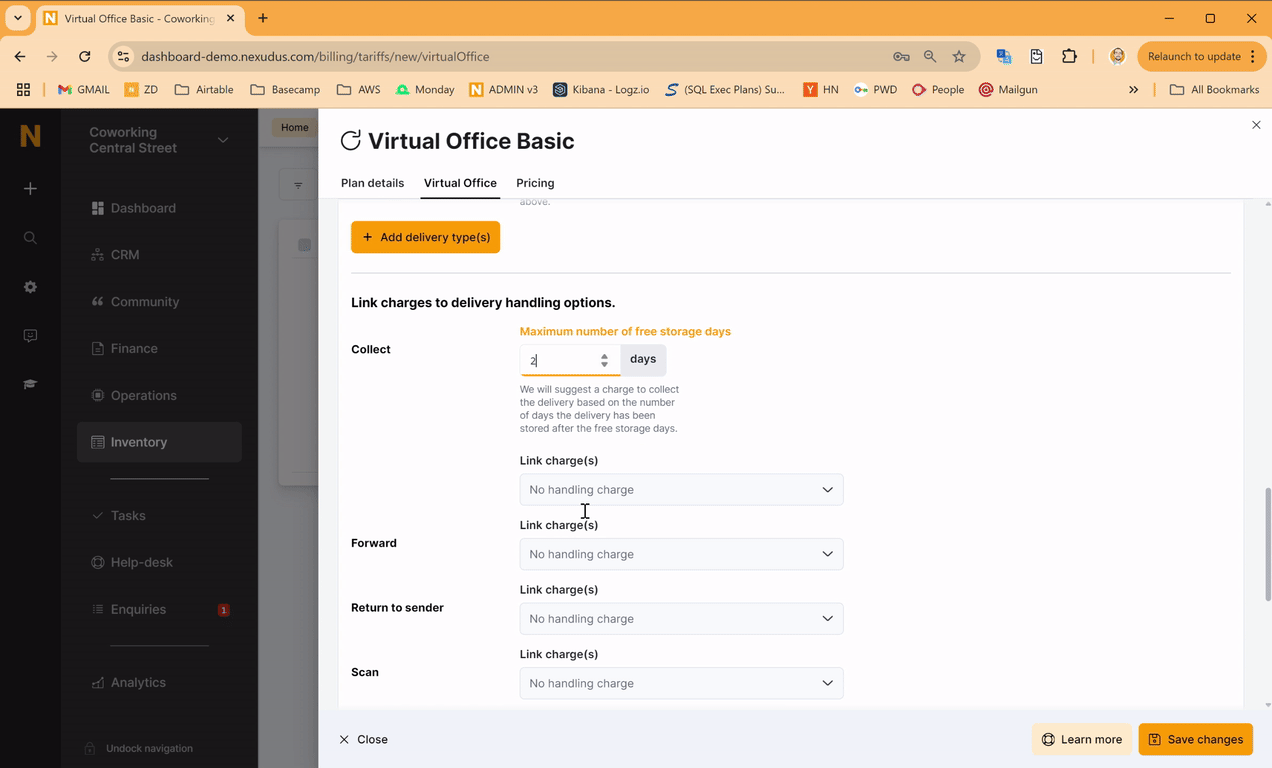 Virtual Office Basic - Coworking
dashboard-demo.nexudus.com/billing/tariffs/new/virtualOffice
Relaunch to update
GMAIL
ZD
Airtable
Basecamp
AWS
Monday
ADMIN v3
Kibana - Logz.io
(SQL Exec Plans) Su...
HN
PWD
People
Mailgun
All Bookmarks
Coworking
Central Street
Dashboard
CRM
Community
Finance
Operations
Inventory
Tasks
Help-desk
Enquiries 1
Analytics
Undock navigation
Home
Virtual Office Basic
Plan details
Virtual Office
Pricing
above.
+ Add delivery type(s)
Link charges to delivery handling options.
Collect
Maximum number of free storage days
2
days
We will suggest a charge to collect
the delivery based on the number
of days the delivery has been
stored after the free storage days.
Link charge(s)
No handling charge
Forward
Link charge(s)
No handling charge
Return to sender
Link charge(s)
No handling charge
Scan
Link charge(s)
No handling charge
Close
Learn more
Save changes